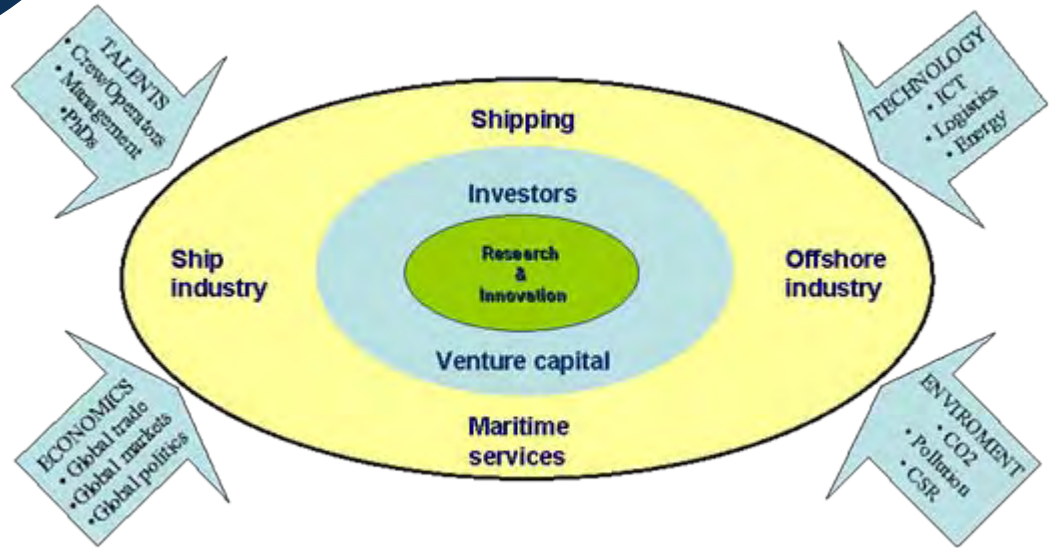 TALENTS
• Crew/Operators
• Management
•PhDs
TECHNOLOGY
• ICT
• Logistics
• Energy
Shipping
Investors
Research
&
Innovation
Ship
industry
Offshore
industry
Venture capital
Maritime
services
ECONOMICS
• Global trade
•Global markets
•Global politics
ENVIROMENT
• CO2
• Pollution
• CSR